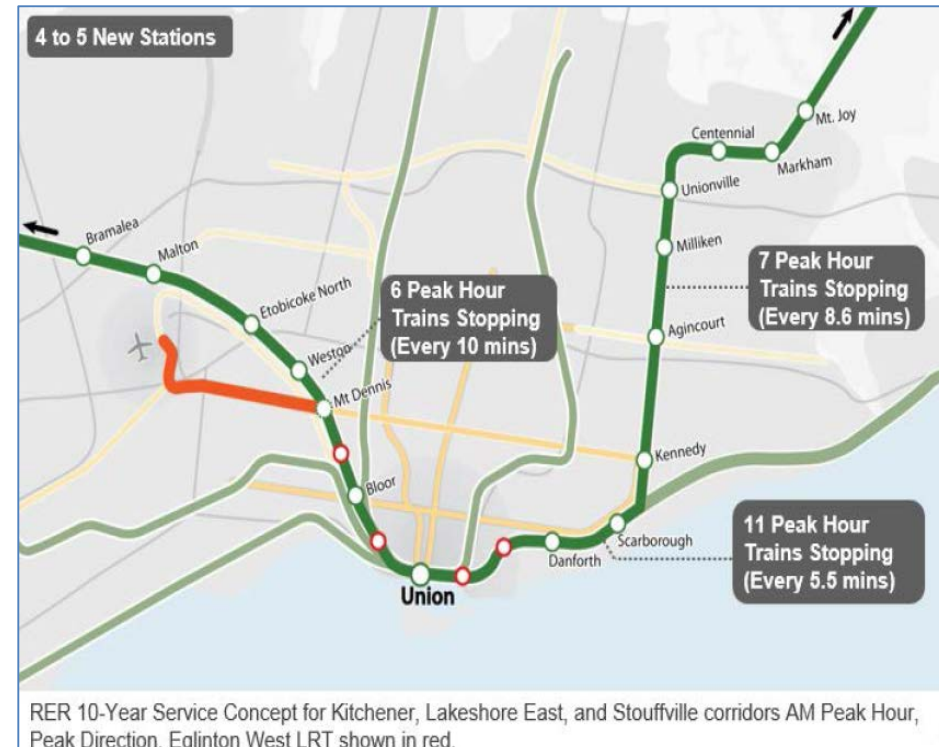 4 to 5 New Stations
Mt. Joy
Centennial
Markham
Unionville
Bramalea
Malton
Milliken
Etobicoke North
6 Peak Hour
Trains Stopping
(Every 10 mins)
7 Peak Hour
Trains Stopping
(Every 8.6 mins)
Agincourt
Weston
Mt Dennis
Kennedy
Bloor
Scarborough
Danforth
11 Peak Hour
Trains Stopping
(Every 5.5 mins)
Union
RER 10-Year Service Concept for Kitchener, Lakeshore East, and Stouffville corridors AM Peak Hour,
Peak Direction. Eglinton West LRT shown in red.